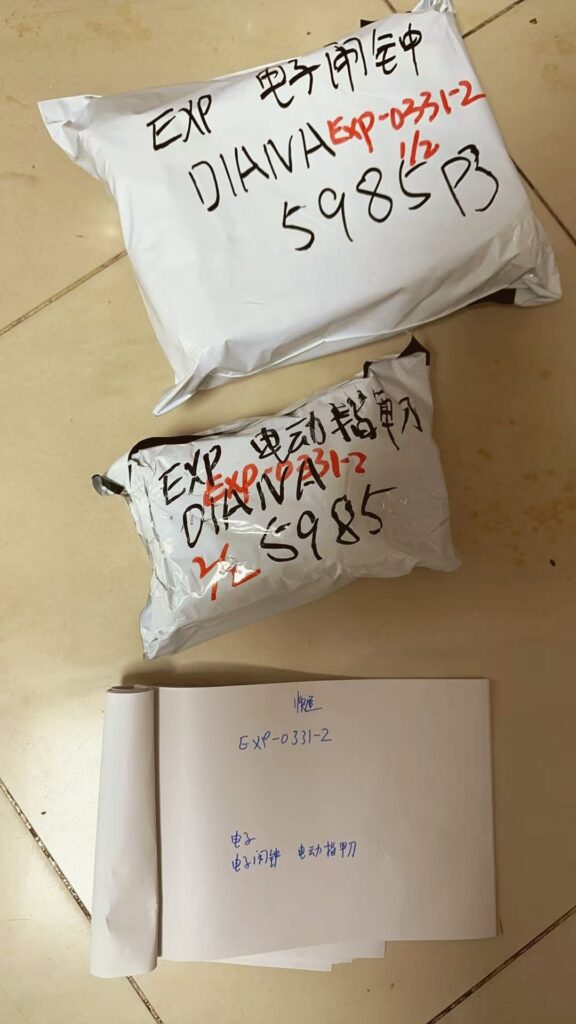 EXP 电子闹钟
DIANA EXP-0331-2
1/2
5985 P3
EXP 电动指甲刀
EXP-0331-2
DIANA
2/2 5985
EXP-0331-2
电子
电子闹钟 电动指甲刀